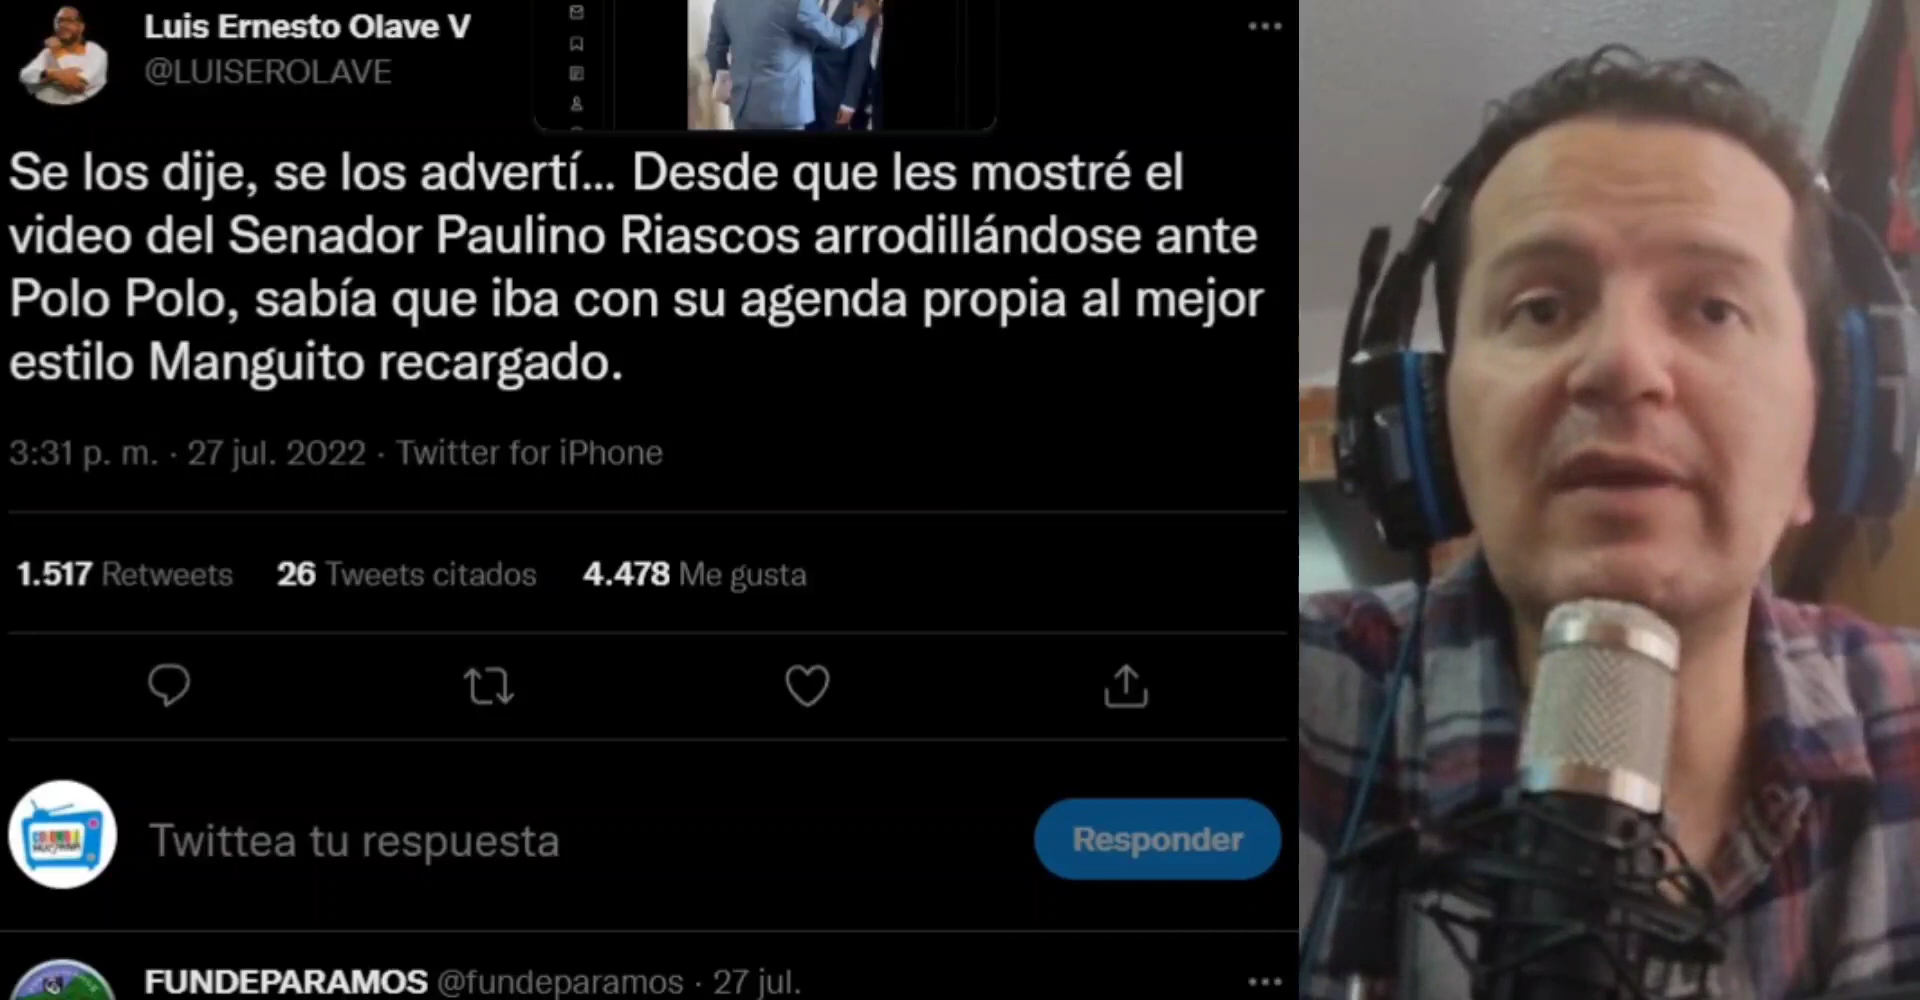 Luis Ernesto Olave V
@LUISEROLAVE
Se los dije, se los advertí... Desde que les mostré el
video del Senador Paulino Riascos arrodillándose ante
Polo Polo, sabía que iba con su agenda propia al mejor
estilo Manguito recargado.
3:31 p. m. · 27 jul. 2022 · Twitter for iPhone
1.517 Retweets 26 Tweets citados 4.478 Me gusta
Twittea tu respuesta
Responder
FUNDEPARAMOS @fundeparamos · 27 jul.